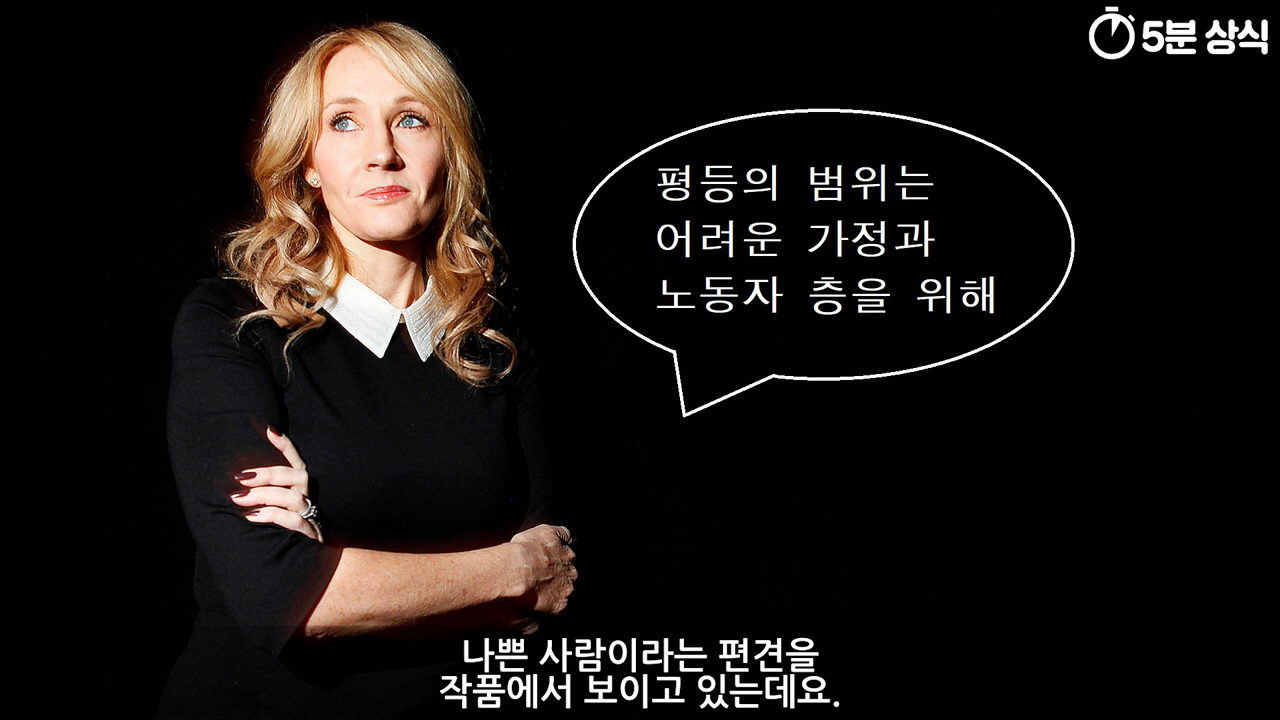 5분 상식
평등의 범위는
어려운 가정과
노동자 층을 위해
나쁜 사람이라는 편견을
작품에서 보이고 있는데요.